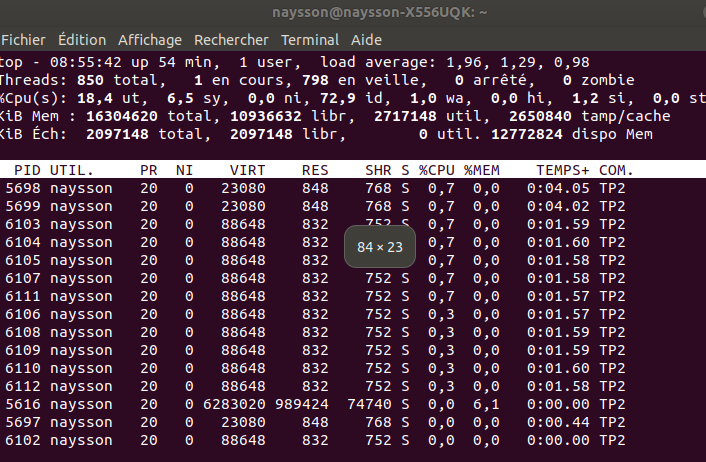 naysson@naysson-X556UQK: ~
Fichier Édition Affichage Rechercher Terminal Aide
top - 08:55:42 up 54 min, 1 user, load average: 1,96, 1,29, 0,98
Threads: 850 total, 1 en cours, 798 en veille, 0 arrêté, 0 zombie
%Cpu(s): 18,4 ut, 6,5 sy, 0,0 ni, 72,9 id, 1,0 wa, 0,0 hi, 1,2 si, 0,0 st
KiB Mem : 16304620 total, 10936632 libr, 2717148 util, 2650840 tamp/cache
KiB Éch: 2097148 total, 2097148 libr, 0 util. 12772824 dispo Mem
PID UTIL. PR NI VIRT RES SHR S %CPU %MEM TEMPS+ COM.
5698 naysson 20 0 23080 848 768 S 0,7 0,0 0:04.05 TP2
5699 naysson 20 0 23080 848 768 S 0,7 0,0 0:04.02 TP2
6103 naysson 20 0 88648 832 752 S 0,7 0,0 0:01.59 TP2
6104 naysson 20 0 88648 832 0,7 0,0 0:01.60 TP2
84 × 23
6105 naysson 20 0 88648 832 0,7 0,0 0:01.58 TP2
6107 naysson 20 0 88648 832 752 S 0,7 0,0 0:01.58 TP2
6111 naysson 20 0 88648 832 752 S 0,7 0,0 0:01.57 TP2
6106 naysson 20 0 88648 832 752 S 0,3 0,0 0:01.57 TP2
6108 naysson 20 0 88648 832 752 S 0,3 0,0 0:01.59 TP2
6109 naysson 20 0 88648 832 752 S 0,3 0,0 0:01.59 TP2
6110 naysson 20 0 88648 832 752 S 0,3 0,0 0:01.60 TP2
6112 naysson 20 0 88648 832 752 S 0,3 0,0 0:01.58 TP2
5616 naysson 20 0 6283020 989424 74740 S 0,0 6,1 0:00.00 TP2
5697 naysson 20 0 23080 848 768 S 0,0 0,0 0:00.44 TP2
6102 naysson 20 0 88648 832 752 S 0,0 0,0 0:00.00 TP2